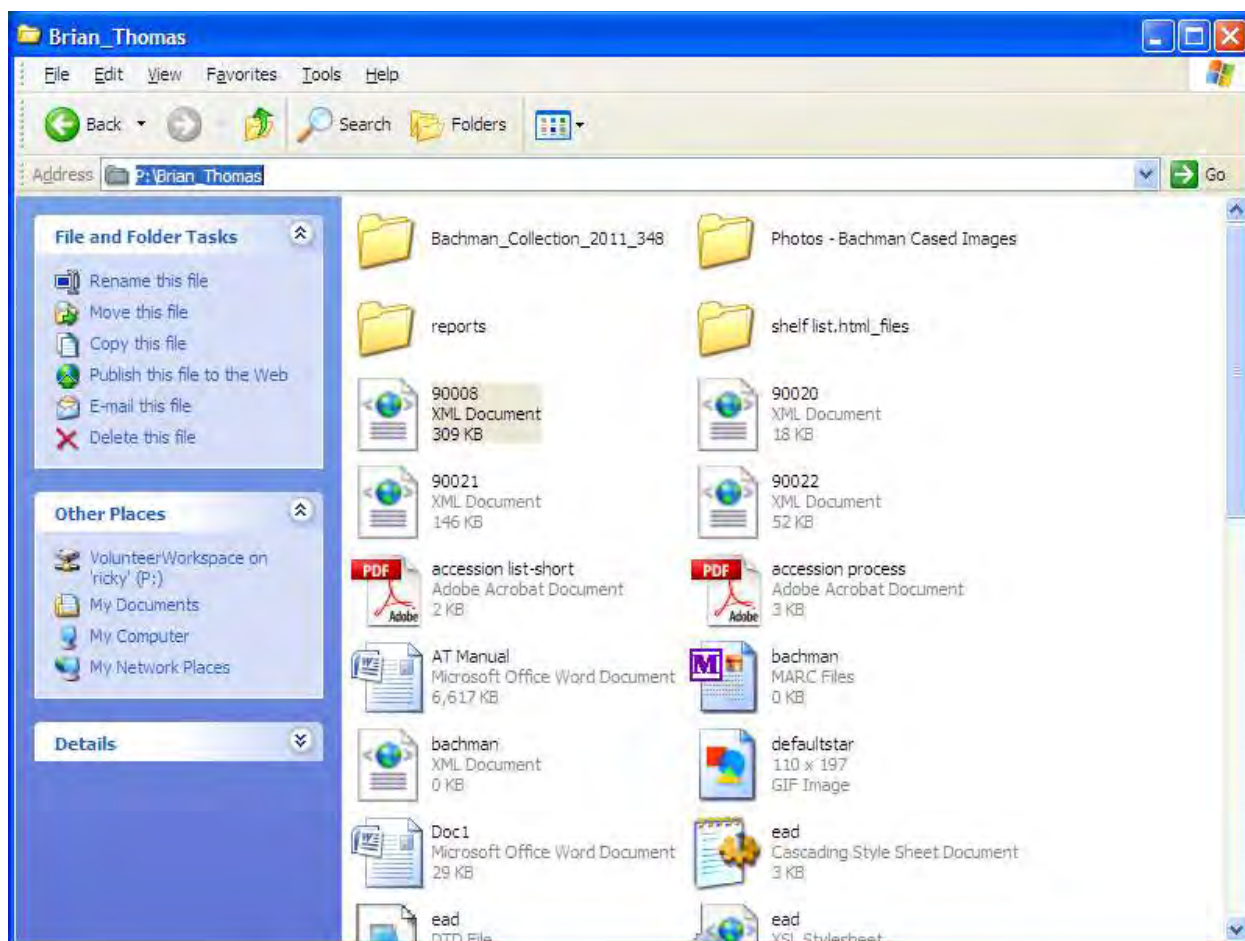 Brian_Thomas
File Edit View Favorites Tools Help
Back Search Folders
Address P:\Brian_Thomas Go
File and Folder Tasks
Rename this file
Move this file
Copy this file
Publish this file to the Web
E-mail this file
Delete this file
Other Places
VolunteerWorkspace on
'ricky' (P:)
My Documents
My Computer
My Network Places
Details
Bachman_Collection_2011_348
Photos - Bachman Cased Images
reports
shelf list.html_files
90008
XML Document
309 KB
90020
XML Document
18 KB
90021
XML Document
146 KB
90022
XML Document
52 KB
PDF
Adobe
accession list-short
Adobe Acrobat Document
2 KB
PDF
Adobe
accession process
Adobe Acrobat Document
3 KB
AT Manual
Microsoft Office Word Document
6,617 KB
M
bachman
MARC Files
0 KB
bachman
XML Document
0 KB
defaultstar
110 x 197
GIF Image
Doc1
Microsoft Office Word Document
29 KB
ead
Cascading Style Sheet Document
3 KB
ead
DTD File
ead
XSL Stylesheet